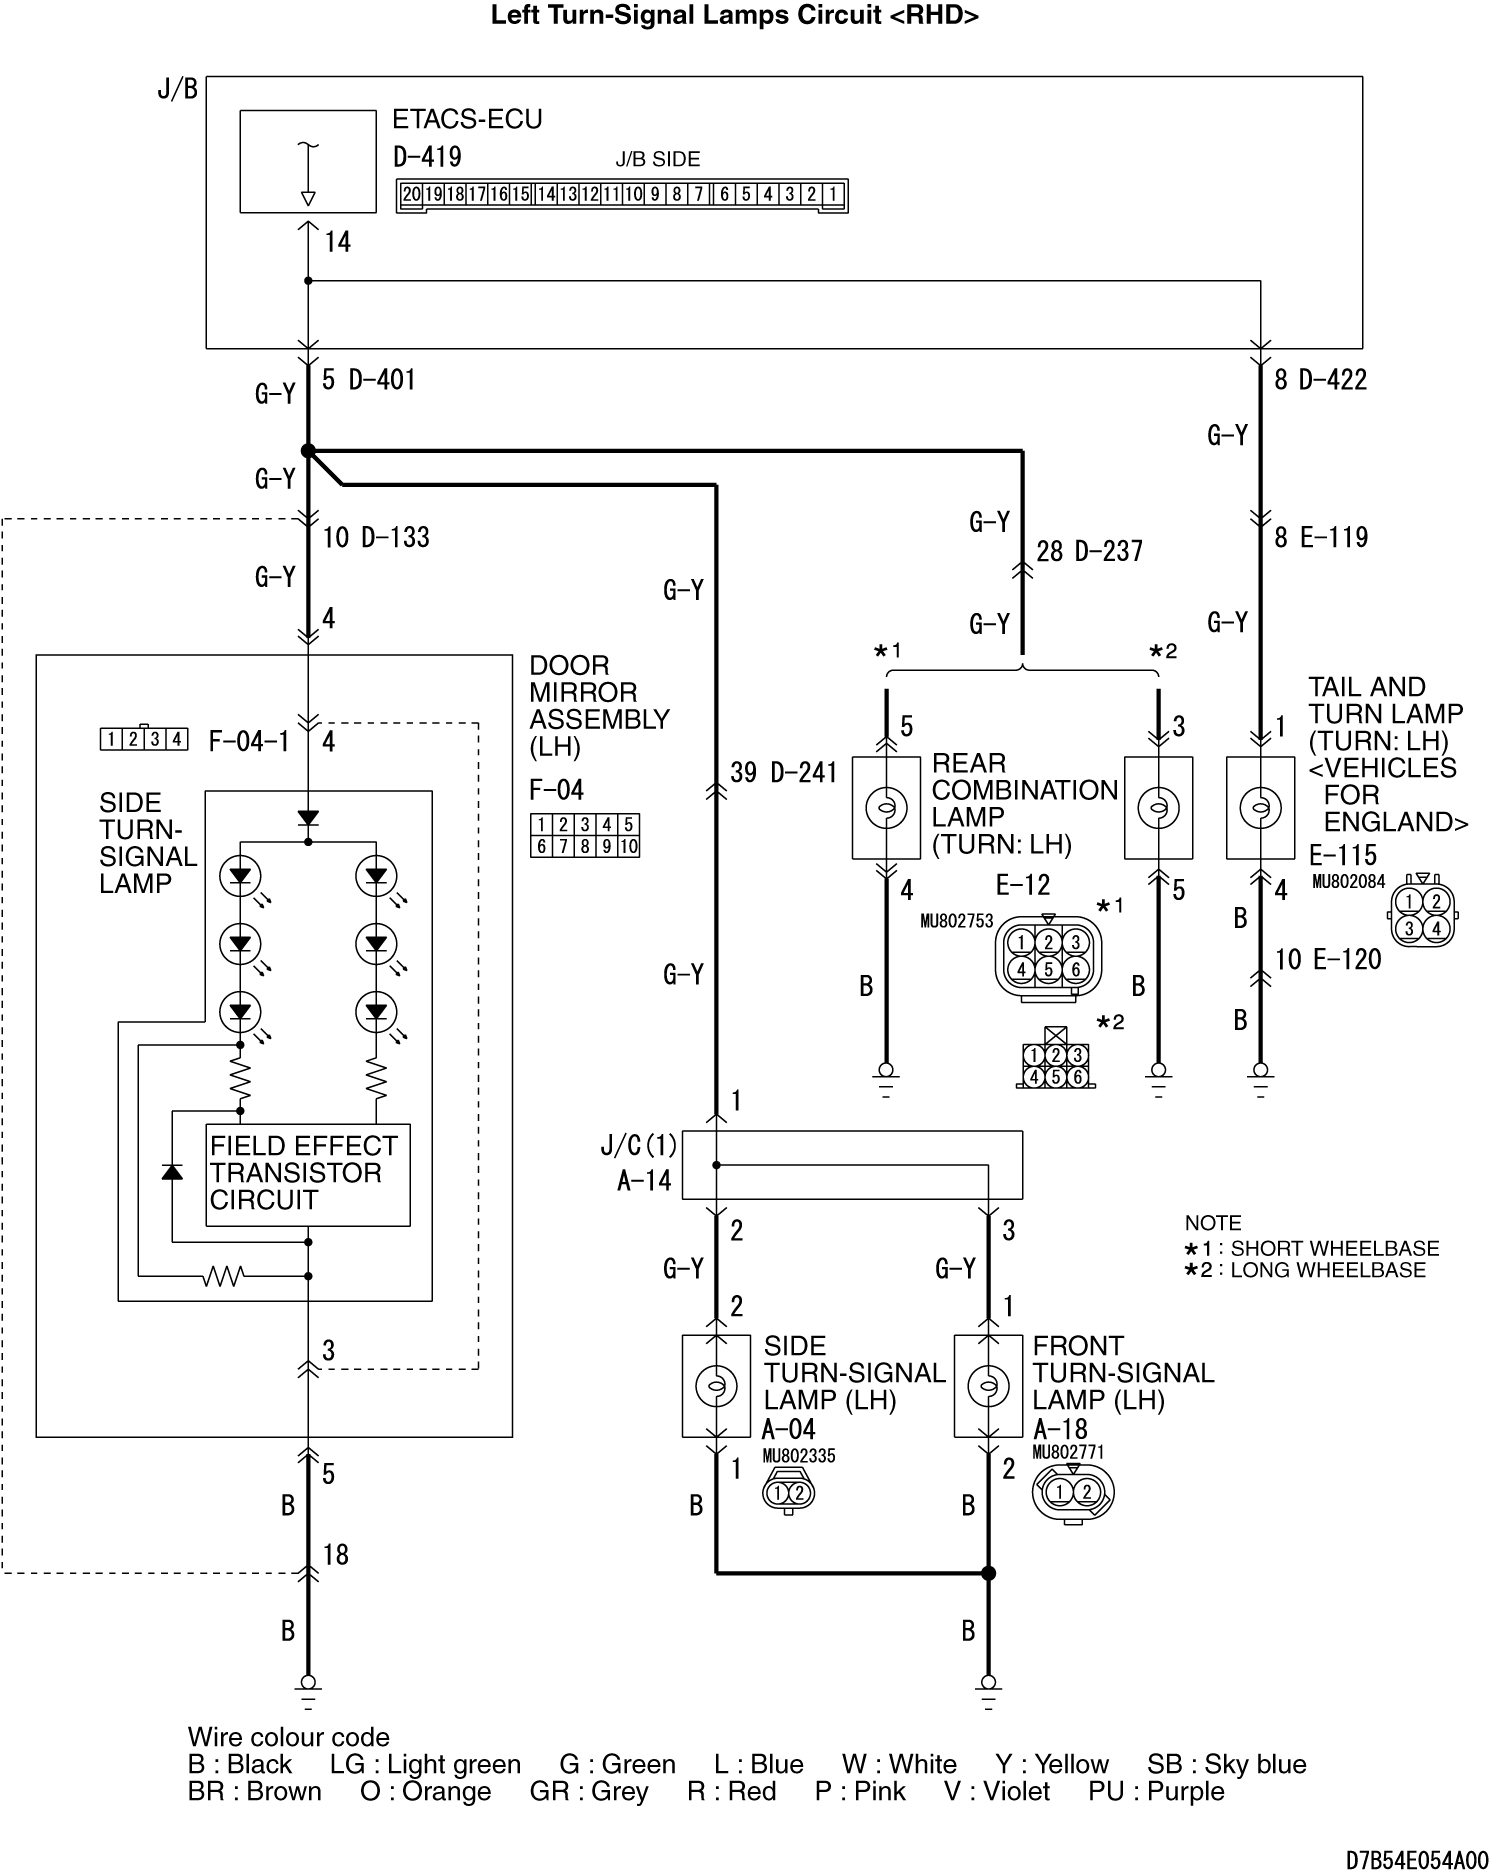 Left Turn-Signal Lamps Circuit <RHD>
J/B
ETACS-ECU
D-419
J/B SIDE
20 19 18 17 16 15 14 13 12 11 10 9 8 7 6 5 4 3 2 1
14
5 D-401
8 D-422
G-Y
G-Y
G-Y
10 D-133
G-Y
28 D-237
8 E-119
G-Y
G-Y
G-Y
G-Y
4
*1
*2
DOOR
MIRROR
ASSEMBLY
(LH)
F-04
1 2 3 4 5
6 7 8 9 10
1 2 3 4
F-04-1
4
SIDE
TURN-
SIGNAL
LAMP
39 D-241
5
REAR
COMBINATION
LAMP
(TURN: LH)
E-12
3
1
TAIL AND
TURN LAMP
(TURN: LH)
<VEHICLES
FOR
ENGLAND>
E-115
MU802084
1 2
3 4
4
5
4
MU802753
*1
1 2 3
4 5 6
*2
1 2 3
4 5 6
B
B
B
10 E-120
B
G-Y
FIELD EFFECT
TRANSISTOR
CIRCUIT
1
J/C(1)
A-14
2
3
G-Y
G-Y
NOTE
*1 : SHORT WHEELBASE
*2 : LONG WHEELBASE
3
2
1
SIDE
TURN-SIGNAL
LAMP (LH)
A-04
MU802335
1 2
FRONT
TURN-SIGNAL
LAMP (LH)
A-18
MU802771
1 2
5
1
2
B
B
B
18
B
B
Wire colour code
B : Black LG : Light green G : Green L : Blue W : White Y : Yellow SB : Sky blue
BR : Brown O : Orange GR : Grey R : Red P : Pink V : Violet PU : Purple
D7B54E054A00